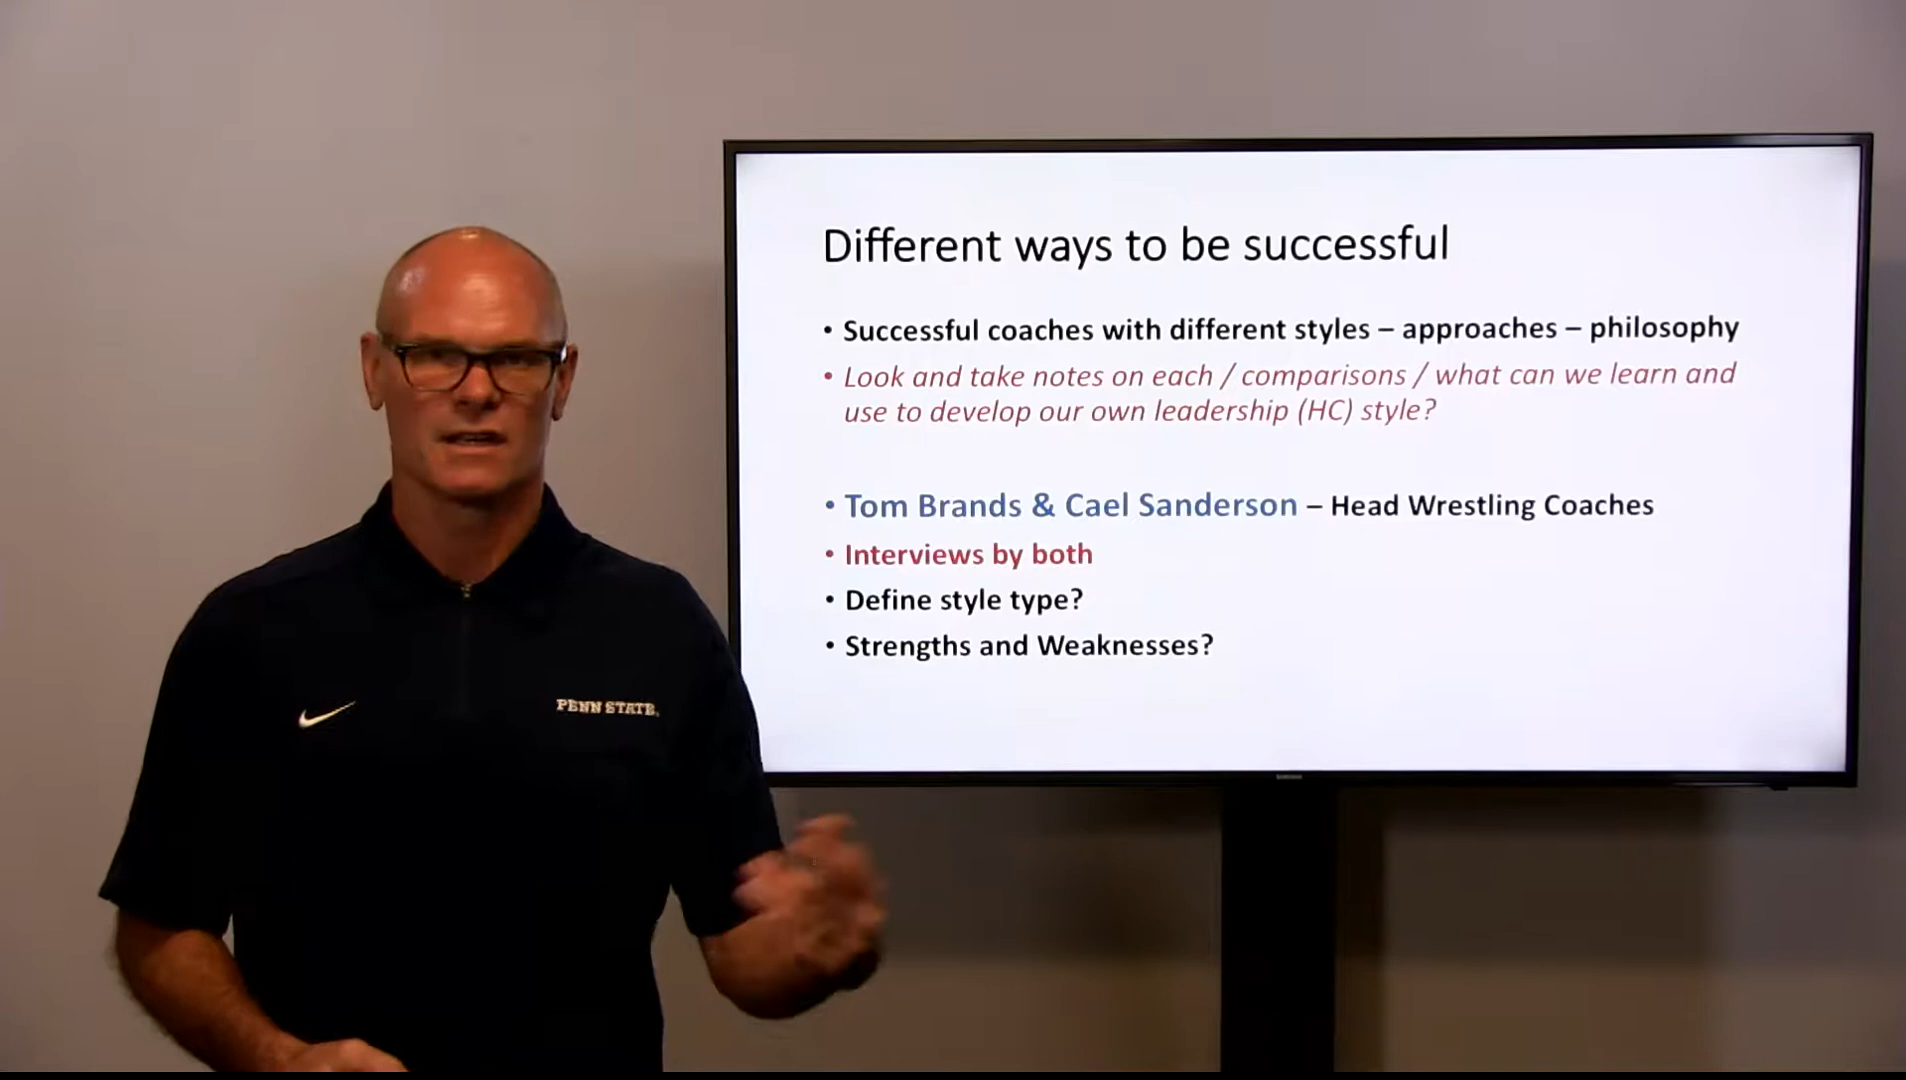 Different ways to be successful
• Successful coaches with different styles – approaches – philosophy
• Look and take notes on each / comparisons / what can we learn and
use to develop our own leadership (HC) style?
• Tom Brands & Cael Sanderson – Head Wrestling Coaches
• Interviews by both
• Define style type?
• Strengths and Weaknesses?
PENN STATE.
SAMSUNG